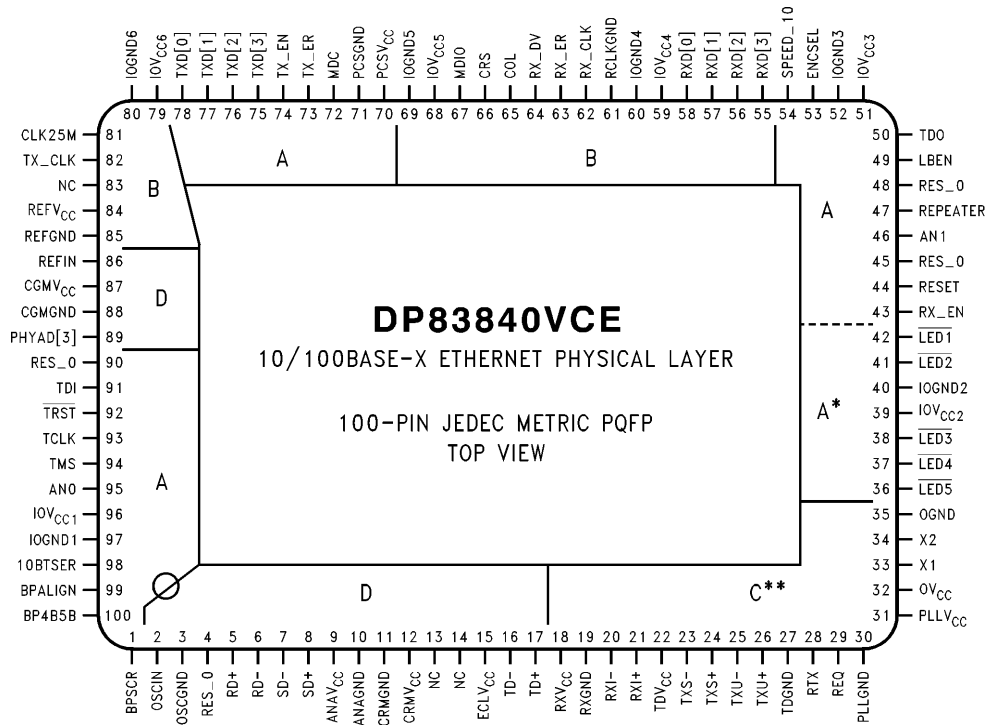 IOGND6 IOVCC6 TXD[0] TXD[1] TXD[2] TXD[3] TX_EN TX_ER MDC PCSGND PCSVCC IOGND5 IOVCC5 MDIO CRS COL RX_DV RX_ER RX_CLK RCLKGND IOGND4 IOVCC4 RXD[0] RXD[1] RXD[2] RXD[3] SPEED_10 ENCSEL IOGND3 IOVCC3
80 79 78 77 76 75 74 73 72 71 70 69 68 67 66 65 64 63 62 61 60 59 58 57 56 55 54 53 52 51
CLK25M 81
TX_CLK 82
NC 83
REFVCC 84
REFGND 85
REFIN 86
CGMVCC 87
CGMGND 88
PHYAD[3] 89
RES_0 90
TDI 91
TRST 92
TCLK 93
TMS 94
AN0 95
IOVCC1 96
IOGND1 97
10BTSER 98
BPALIGN 99
BP4B5B 100
B
D
A
A
B
A
A*
D
C**
DP83840VCE
10/100BASE-X ETHERNET PHYSICAL LAYER
100-PIN JEDEC METRIC PQFP
TOP VIEW
50 TDO
49 LBEN
48 RES_0
47 REPEATER
46 AN1
45 RES_0
44 RESET
43 RX_EN
42 LED1
41 LED2
40 IOGND2
39 IOVCC2
38 LED3
37 LED4
36 LED5
35 OGND
34 X2
33 X1
32 OVCC
31 PLLVCC
1 2 3 4 5 6 7 8 9 10 11 12 13 14 15 16 17 18 19 20 21 22 23 24 25 26 27 28 29 30
BPSCR OSCIN OSCGND RES_0 RD+ RD- SD- SD+ ANAVCC ANAGND CRMGND CRMVCC NC NC ECLVCC TD- TD+ RXVCC RXGND RXI- RXI+ TDVCC TXS- TXS+ TXU- TXU+ TDGND RTX REQ PLLGND